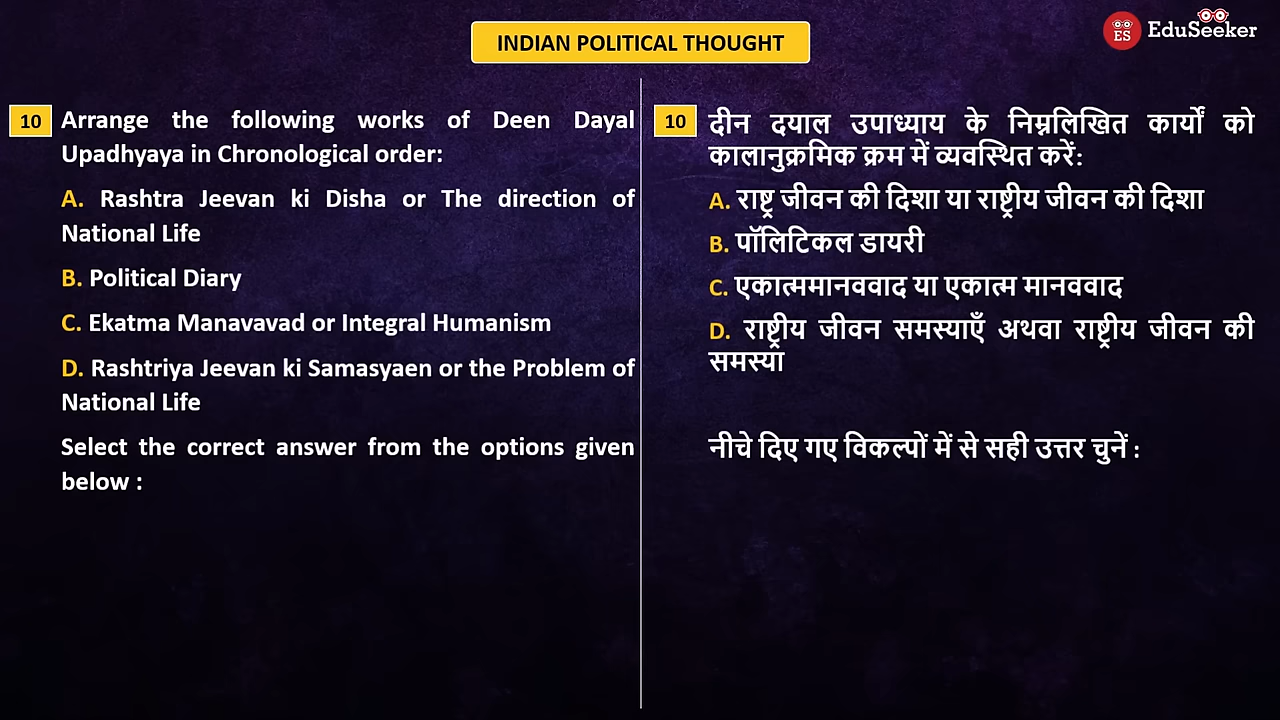 INDIAN POLITICAL THOUGHT
ES EduSeeker
10 Arrange the following works of Deen Dayal
Upadhyaya in Chronological order:
A. Rashtra Jeevan ki Disha or The direction of
National Life
B. Political Diary
C. Ekatma Manavavad or Integral Humanism
D. Rashtriya Jeevan ki Samasyaen or the Problem of
National Life
Select the correct answer from the options given
below :
10 दीन दयाल उपाध्याय के निम्नलिखित कार्यों को
कालानुक्रमिक क्रम में व्यवस्थित करें:
A. राष्ट्र जीवन की दिशा या राष्ट्रीय जीवन की दिशा
B. पॉलिटिकल डायरी
C. एकात्ममानववाद या एकात्म मानववाद
D. राष्ट्रीय जीवन समस्याएँ अथवा राष्ट्रीय जीवन की
समस्या
नीचे दिए गए विकल्पों में से सही उत्तर चुनें :